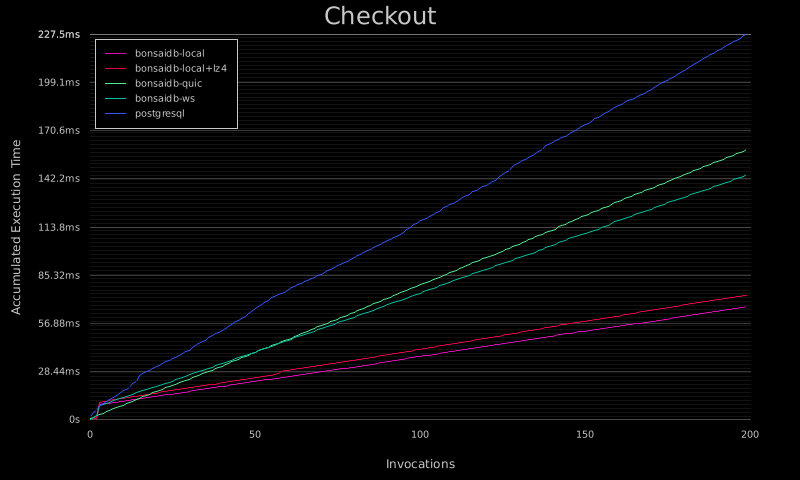 Checkout
227.5ms
199.1ms
170.6ms
142.2ms
113.8ms
85.32ms
56.88ms
28.44ms
0s
bonsaidb-local
bonsaidb-local+lz4
bonsaidb-quic
bonsaidb-ws
postgresql
Accumulated Execution Time
0 50 100 150 200
Invocations